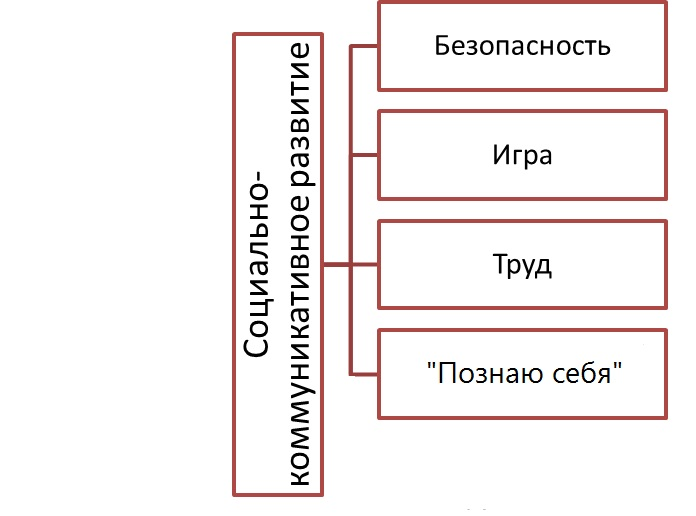 Социально-
коммуникативное развитие
Безопасность
Игра
Труд
"Познаю себя"